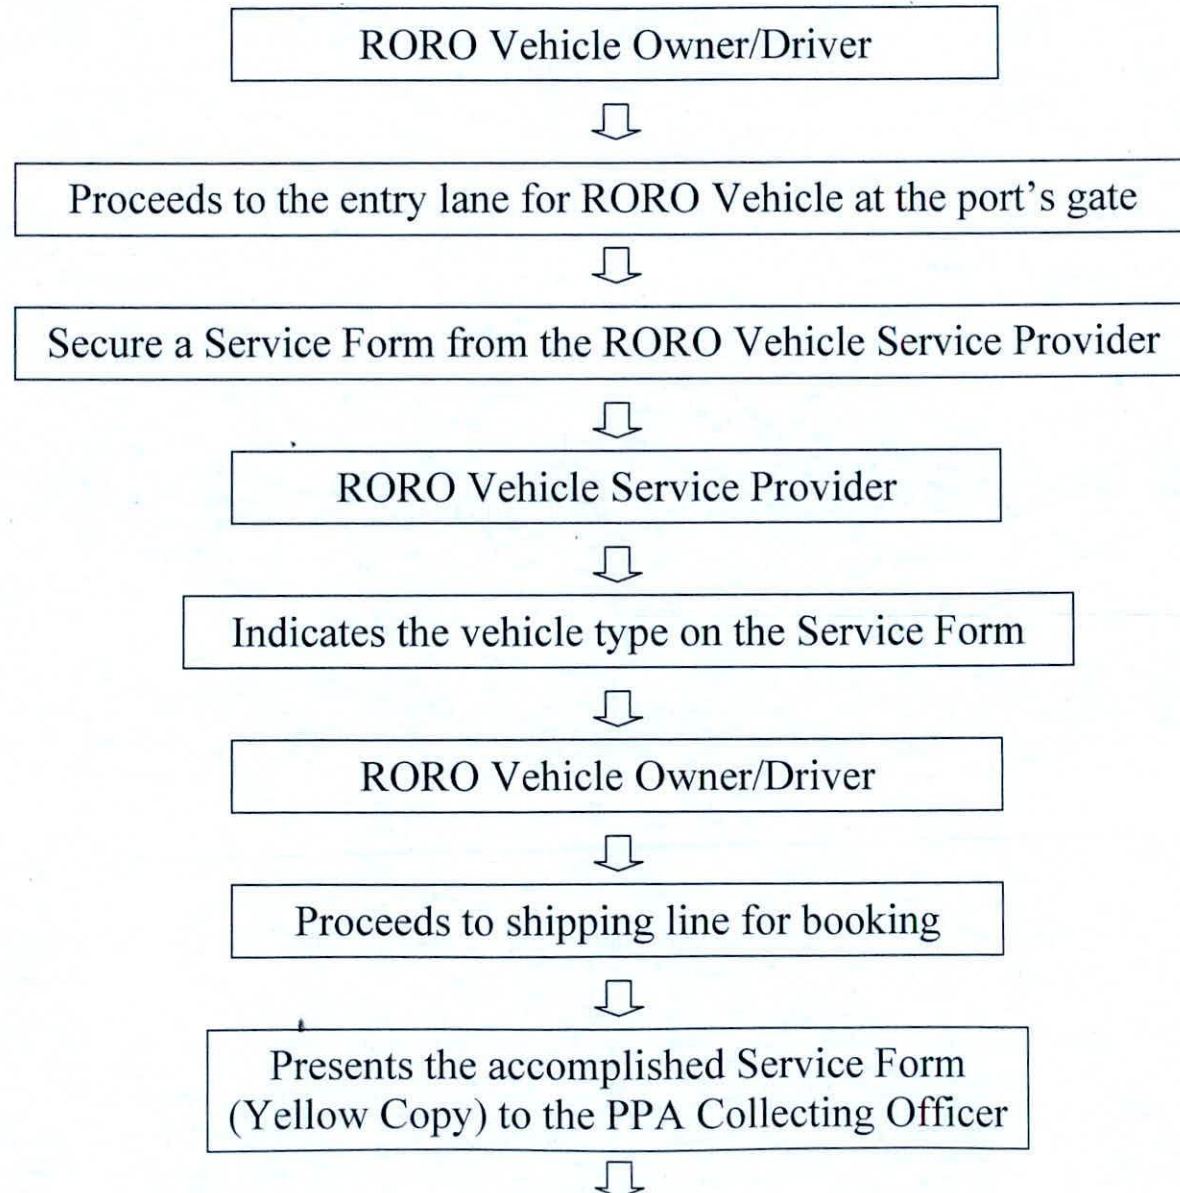 RORO Vehicle Owner/Driver
Proceeds to the entry lane for RORO Vehicle at the port's gate
Secure a Service Form from the RORO Vehicle Service Provider
RORO Vehicle Service Provider
Indicates the vehicle type on the Service Form
RORO Vehicle Owner/Driver
Proceeds to shipping line for booking
Presents the accomplished Service Form
(Yellow Copy) to the PPA Collecting Officer